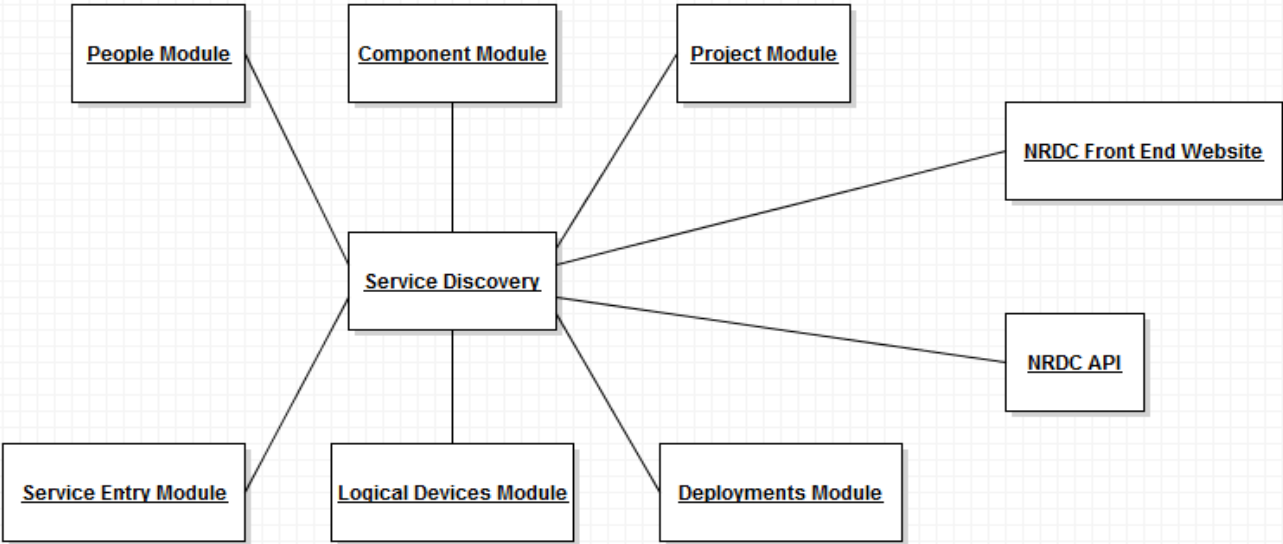 People Module
Component Module
Project Module
NRDC Front End Website
Service Discovery
NRDC API
Service Entry Module
Logical Devices Module
Deployments Module